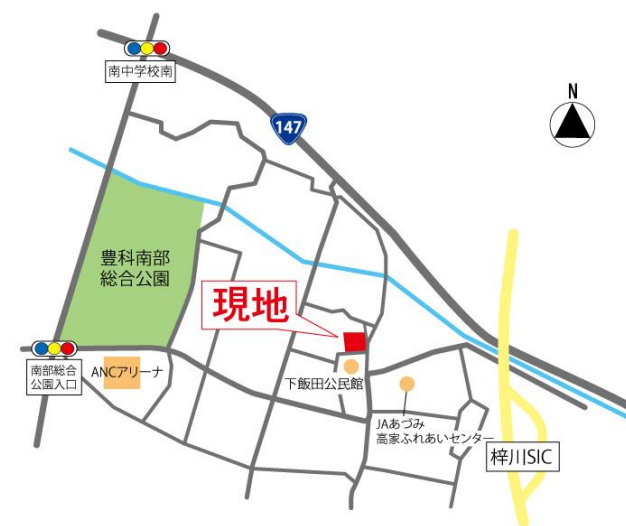 南中学校南
147
N
豊科南部
総合公園
現地
南部総合
公園入口
ANCアリーナ
下飯田公民館
JAあづみ
高家ふれあいセンター
梓川SIC